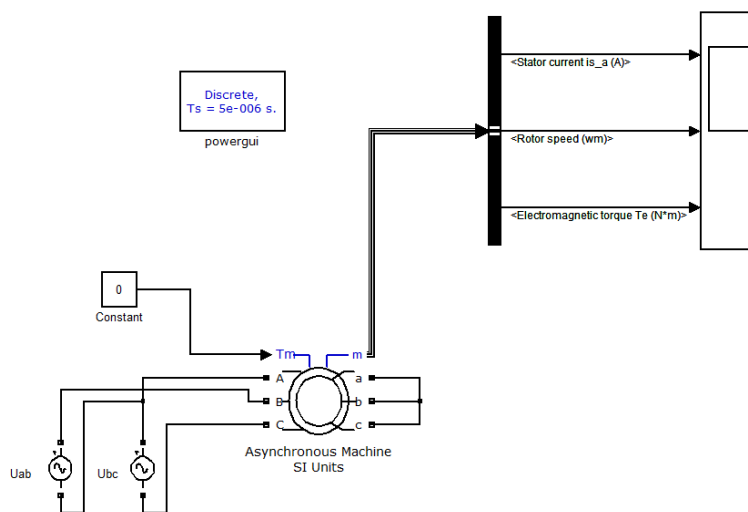 <Stator current is_a (A)>
Discrete,
Ts = 5e-006 s.
powergui
<Rotor speed (wm)>
<Electromagnetic torque Te (N*m)>
0
Constant
Tm
m
A
a
B
b
C
c
Asynchronous Machine
SI Units
Uab
Ubc